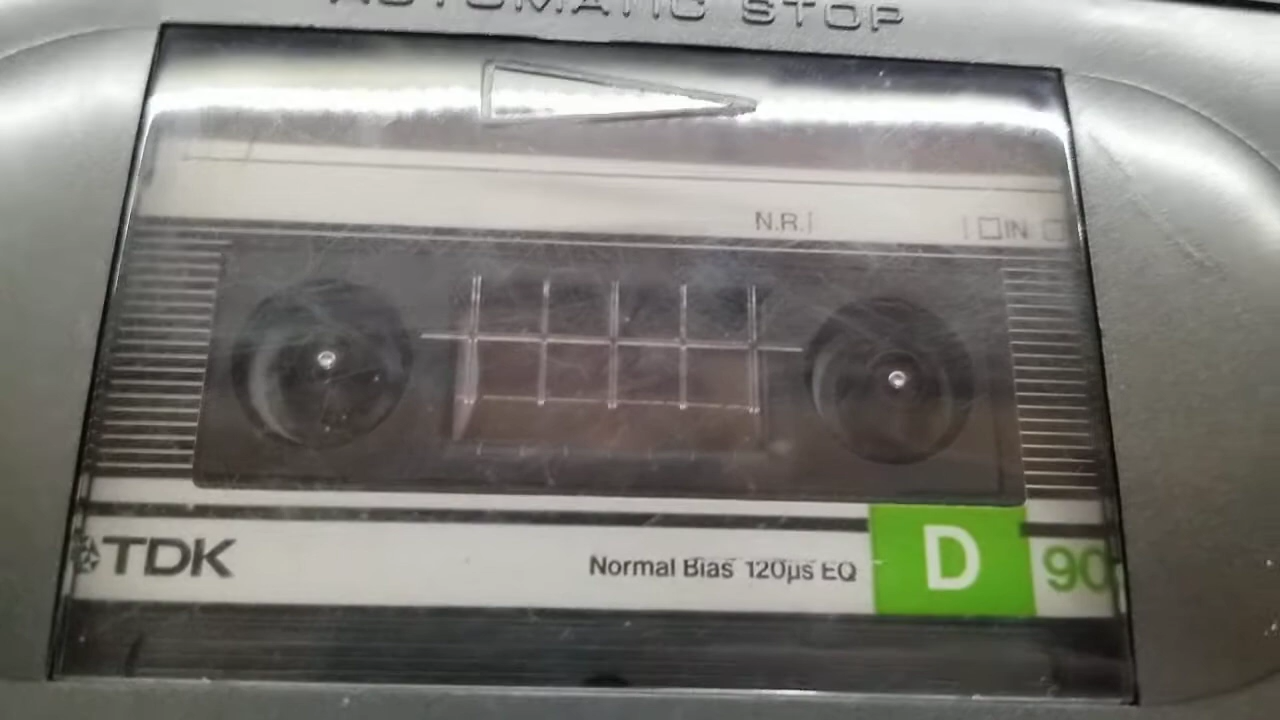 AUTOMATIC STOP
N.R.
IN
TDK
Normal Bias 120µs EQ
D
90